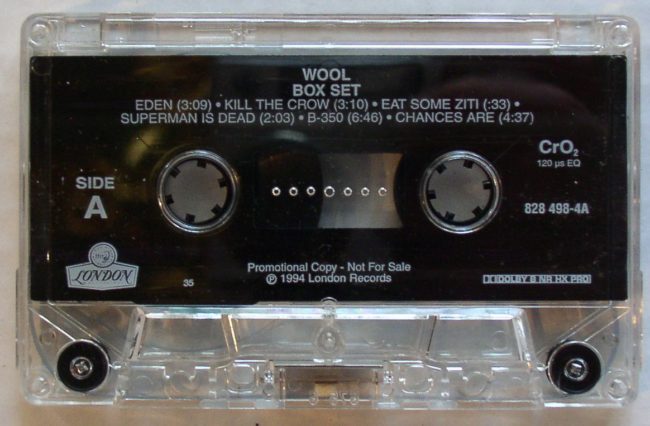 WOOL
BOX SET
EDEN (3:09) • KILL THE CROW (3:10) • EAT SOME ZITI (:33) •
SUPERMAN IS DEAD (2:03) • B-350 (6:46) • CHANCES ARE (4:37)
CrO2
120 µs EQ
SIDE
A
828 498-4A
LONDON
35
Promotional Copy - Not For Sale
℗ 1994 London Records
DOLBY B NR HX PRO